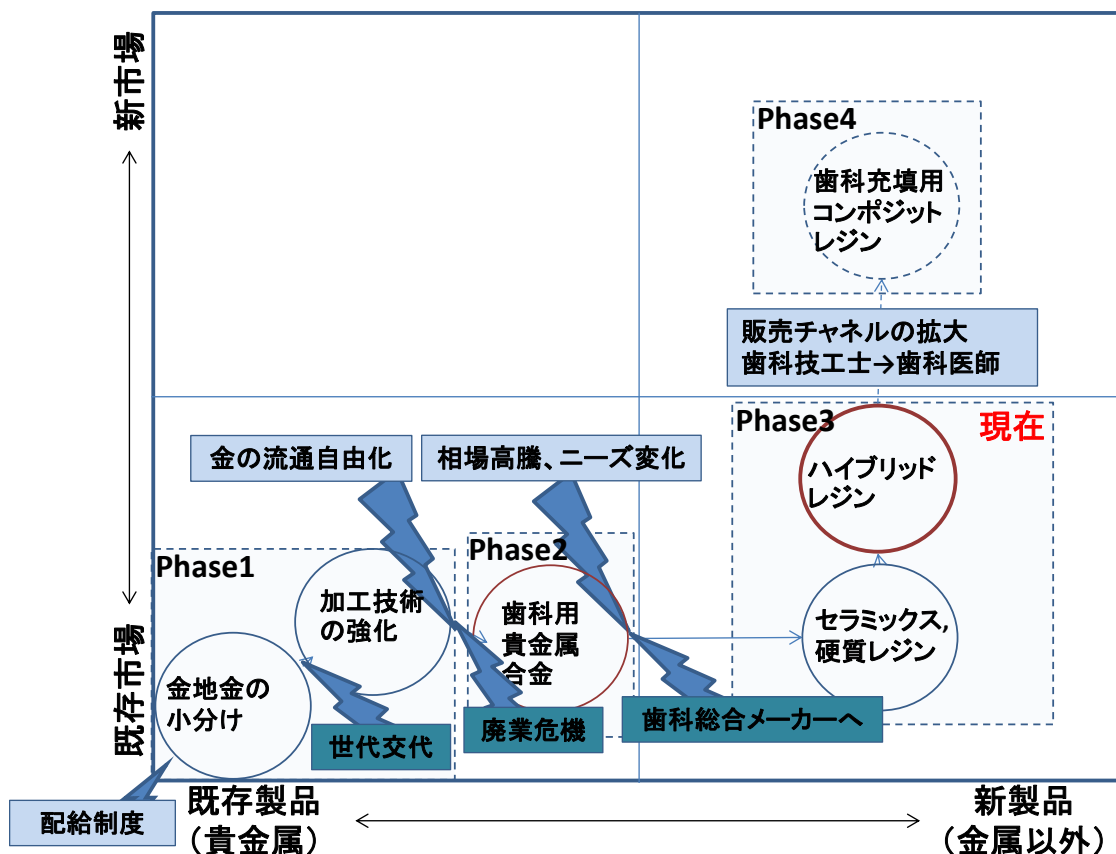 新市場
既存市場
Phase4
歯科充填用
コンポジット
レジン
販売チャネルの拡大
歯科技工士→歯科医師
Phase3
現在
ハイブリッド
レジン
セラミックス,
硬質レジン
金の流通自由化
相場高騰、ニーズ変化
Phase1
加工技術
の強化
金地金の
小分け
Phase2
歯科用
貴金属
合金
世代交代
廃業危機
歯科総合メーカーへ
配給制度
既存製品
（貴金属）
新製品
（金属以外）